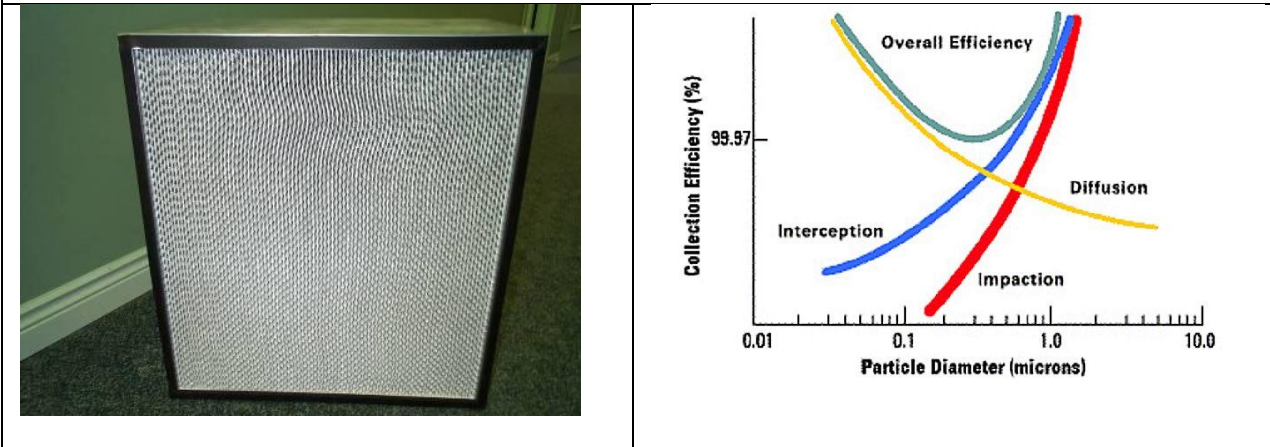 Overall Efficiency
Collection Efficiency (%)
99.97
Diffusion
Interception
Impaction
0.01
0.1
1.0
10.0
Particle Diameter (microns)